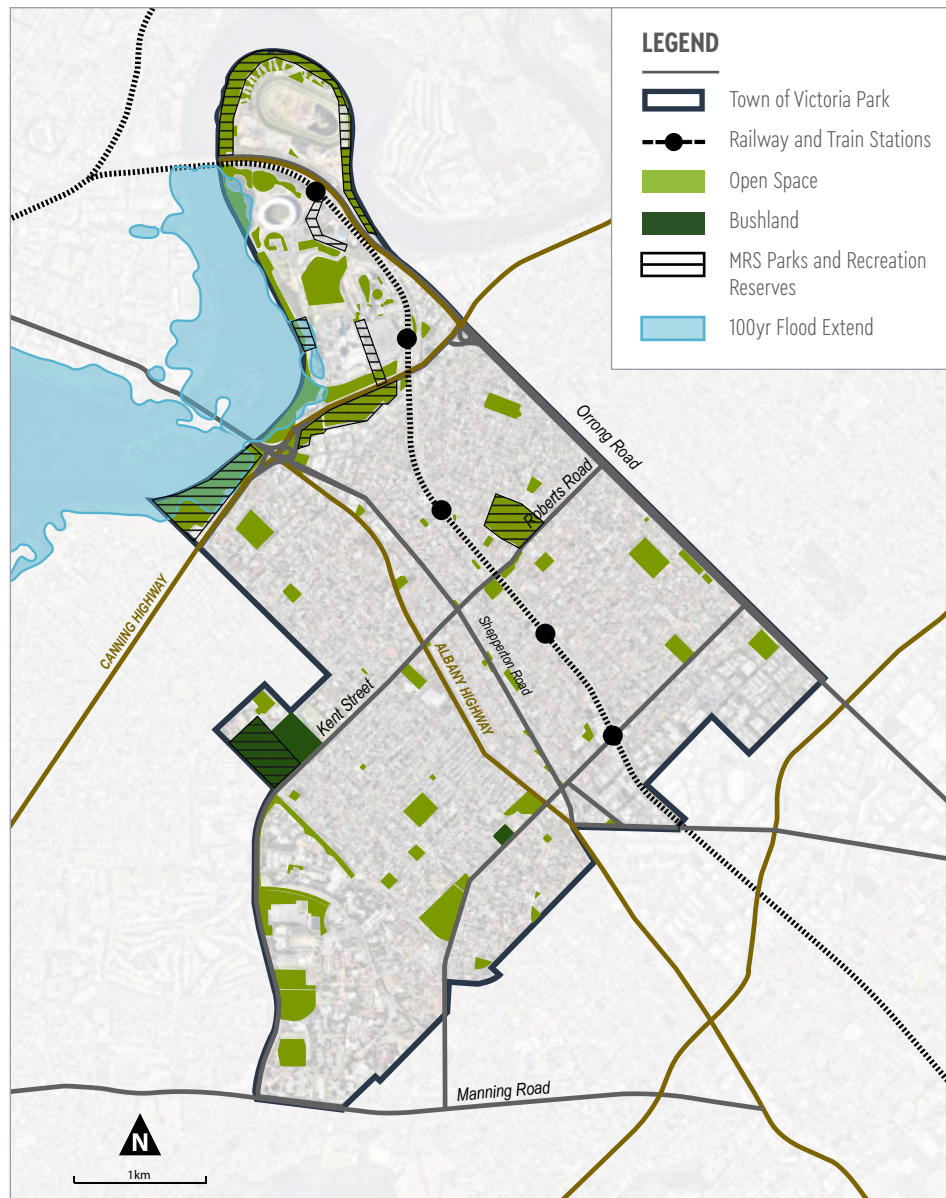 LEGEND
Town of Victoria Park
Railway and Train Stations
Open Space
Bushland
MRS Parks and Recreation
Reserves
100yr Flood Extend
Orrong Road
Roberts Road
CANNING HIGHWAY
Shepperton Road
ALBANY HIGHWAY
Kent Street
Manning Road
N
1km